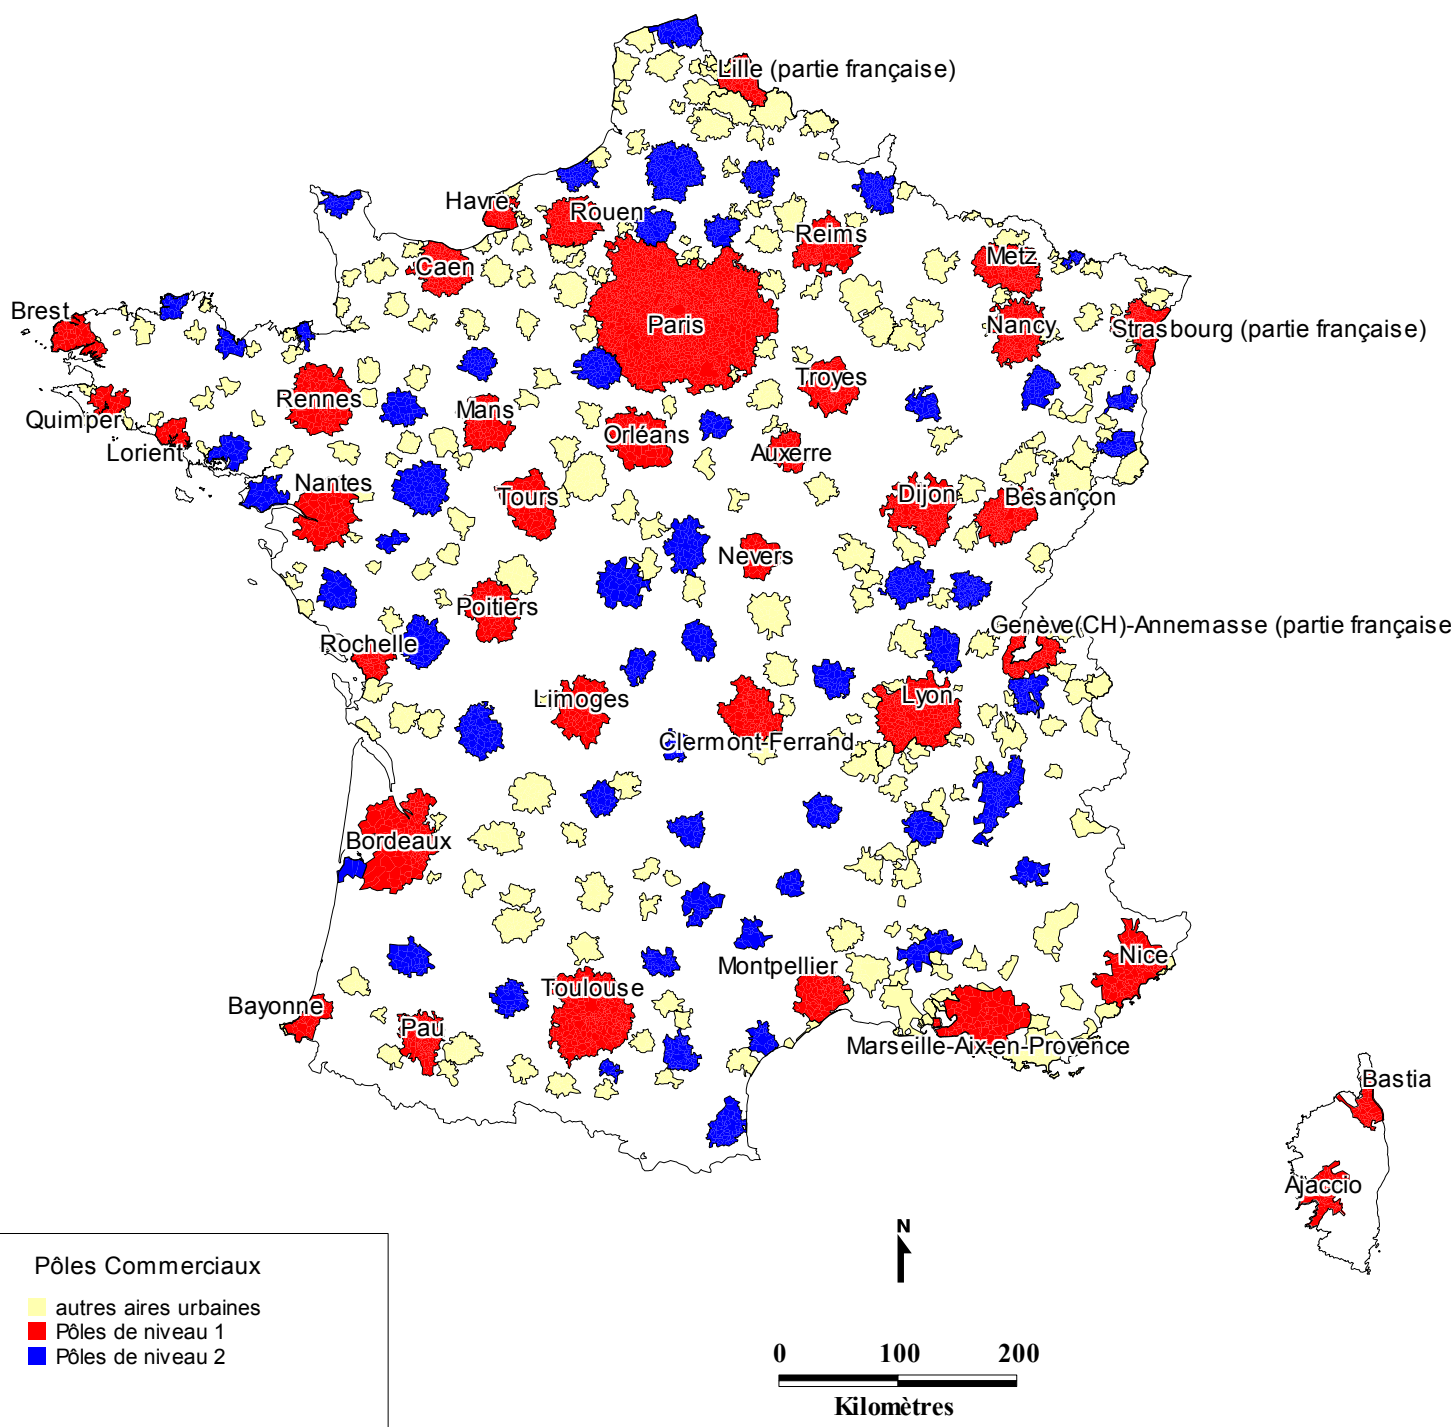 Lille (partie française)
Havre
Rouen
Reims
Caen
Metz
Brest
Paris
Nancy
Strasbourg (partie française)
Rennes
Troyes
Quimper
Mans
Orléans
Lorient
Auxerre
Nantes
Tours
Dijon
Besançon
Nevers
Poitiers
Genève(CH)-Annemasse (partie française
Rochelle
Limoges
Lyon
Clermont-Ferrand
Bordeaux
Nice
Montpellier
Toulouse
Bayonne
Pau
Marseille-Aix-en-Provence
Bastia
Ajaccio
N
Pôles Commerciaux
autres aires urbaines
Pôles de niveau 1
Pôles de niveau 2
0 100 200
Kilomètres